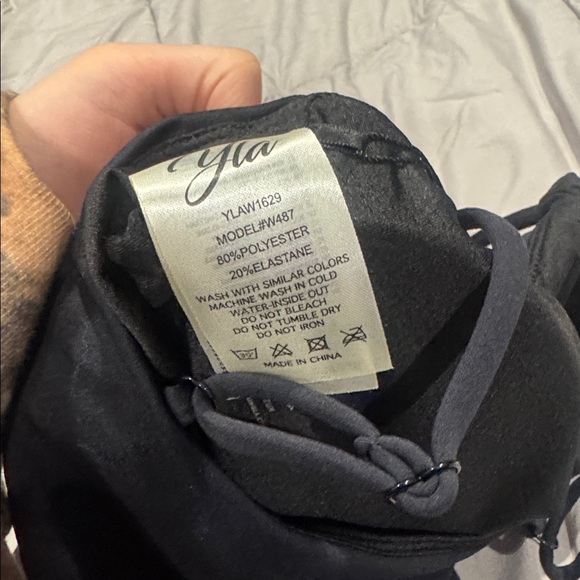 Yla
YLAW1629
MODEL#W487
80%POLYESTER
20%ELASTANE
WASH WITH SIMILAR COLORS
MACHINE WASH IN COLD
WATER-INSIDE OUT
DO NOT BLEACH
DO NOT TUMBLE DRY
DO NOT IRON
MADE IN CHINA